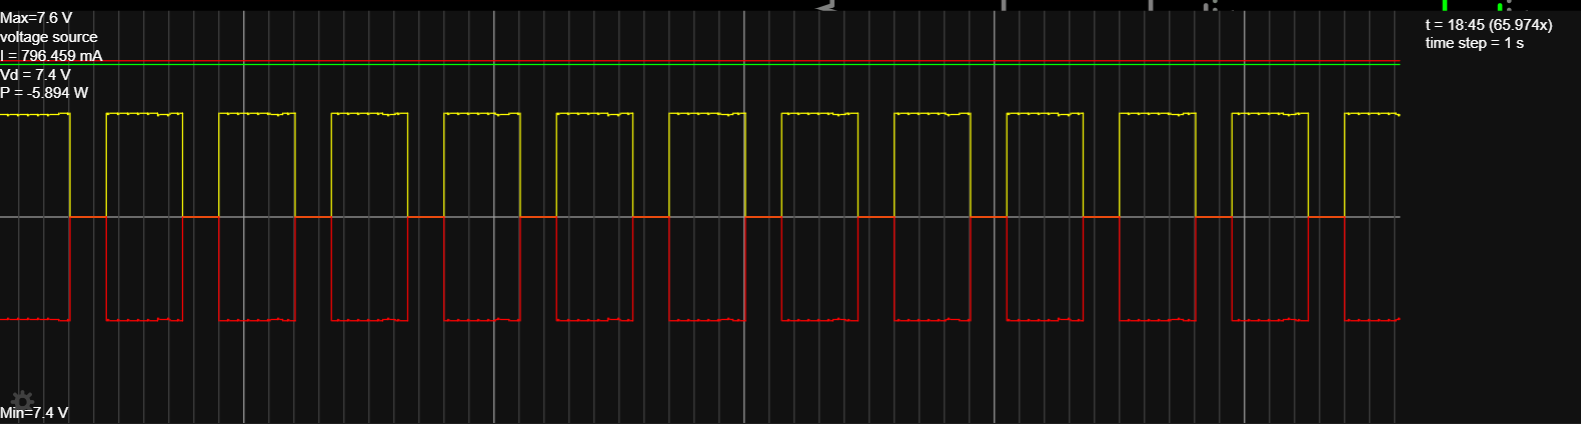 Max=7.6 V
voltage source
I = 796.459 mA
Vd = 7.4 V
P = -5.894 W
t = 18:45 (65.974x)
time step = 1 s
Min=7.4 V